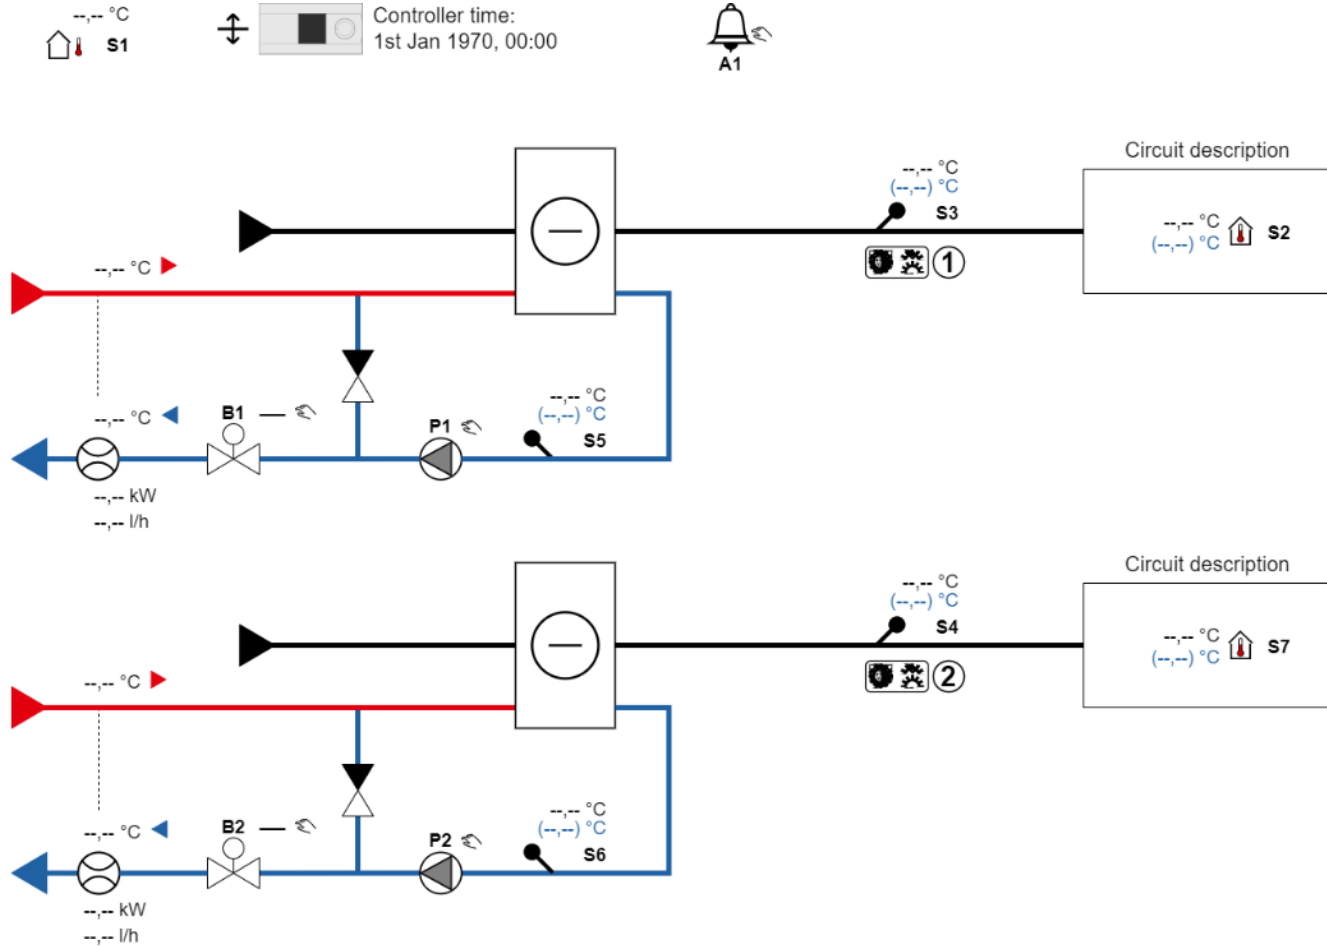 --,-- °C
S1
Controller time:
1st Jan 1970, 00:00
A1
Circuit description
--,-- °C
(--,--) °C
S3
--,-- °C
(--,--) °C
S2
1
--,-- °C
--,-- °C
B1
P1
--,-- °C
(--,--) °C
S5
--,-- kW
--,-- l/h
Circuit description
--,-- °C
(--,--) °C
S4
--,-- °C
(--,--) °C
S7
2
--,-- °C
--,-- °C
B2
P2
--,-- °C
(--,--) °C
S6
--,-- kW
--,-- l/h